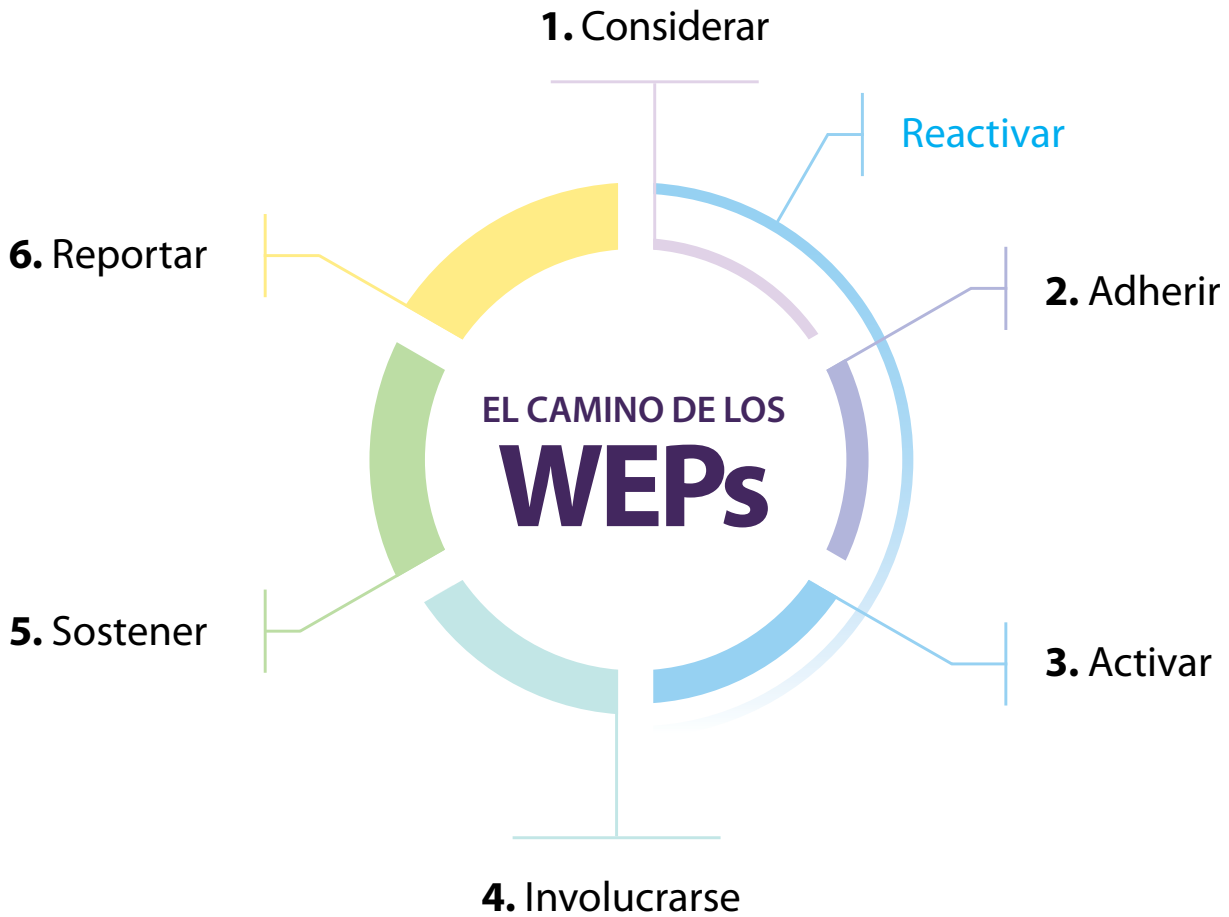 1. Considerar
Reactivar
2. Adherir
3. Activar
4. Involucrarse
5. Sostener
6. Reportar
EL CAMINO DE LOS
WEPs